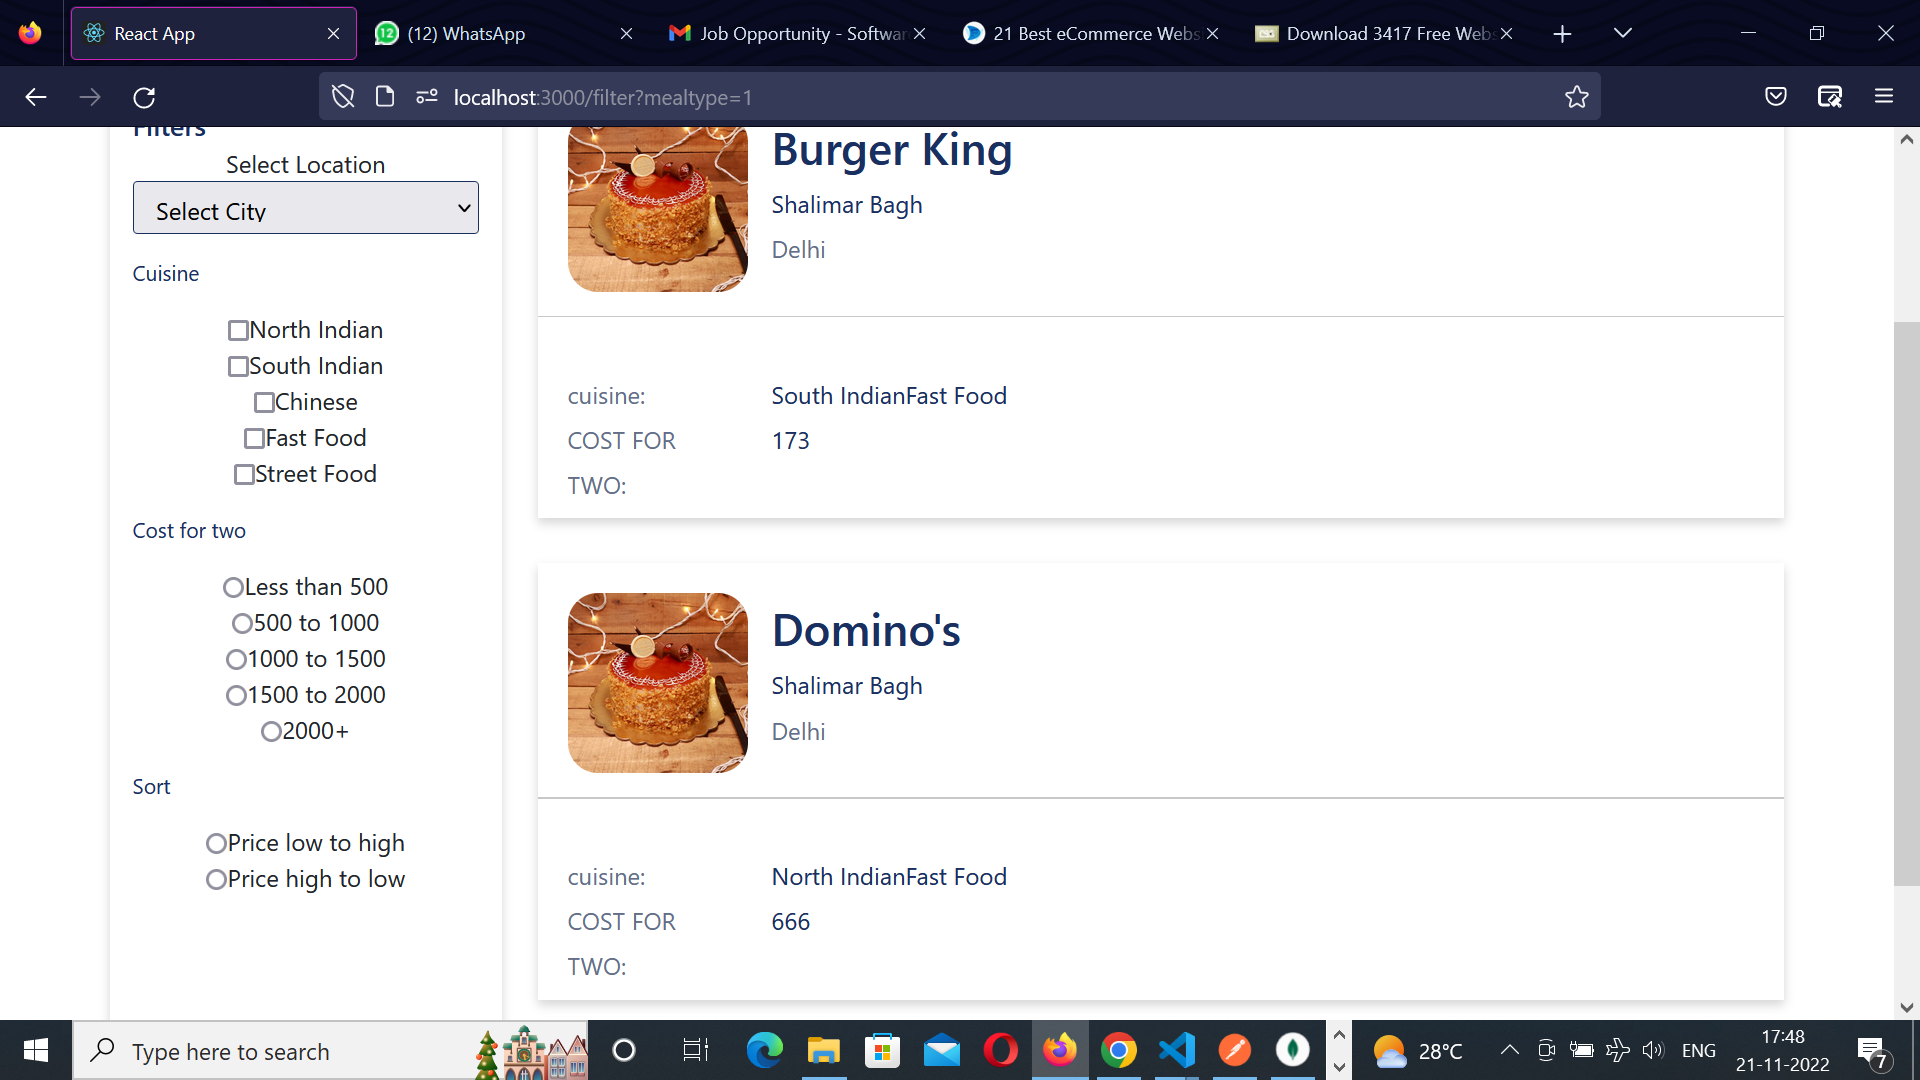 React App
(12) WhatsApp
Job Opportunity - Softwar
21 Best eCommerce Webs
Download 3417 Free Webs
localhost:3000/filter?mealtype=1
Filters
Select Location
Select City
Cuisine
North Indian
South Indian
Chinese
Fast Food
Street Food
Cost for two
Less than 500
500 to 1000
1000 to 1500
1500 to 2000
2000+
Sort
Price low to high
Price high to low
Burger King
Shalimar Bagh
Delhi
cuisine: South IndianFast Food
COST FOR 173
TWO:
Domino's
Shalimar Bagh
Delhi
cuisine: North IndianFast Food
COST FOR 666
TWO:
Type here to search
28°C
ENG
17:48
21-11-2022
7